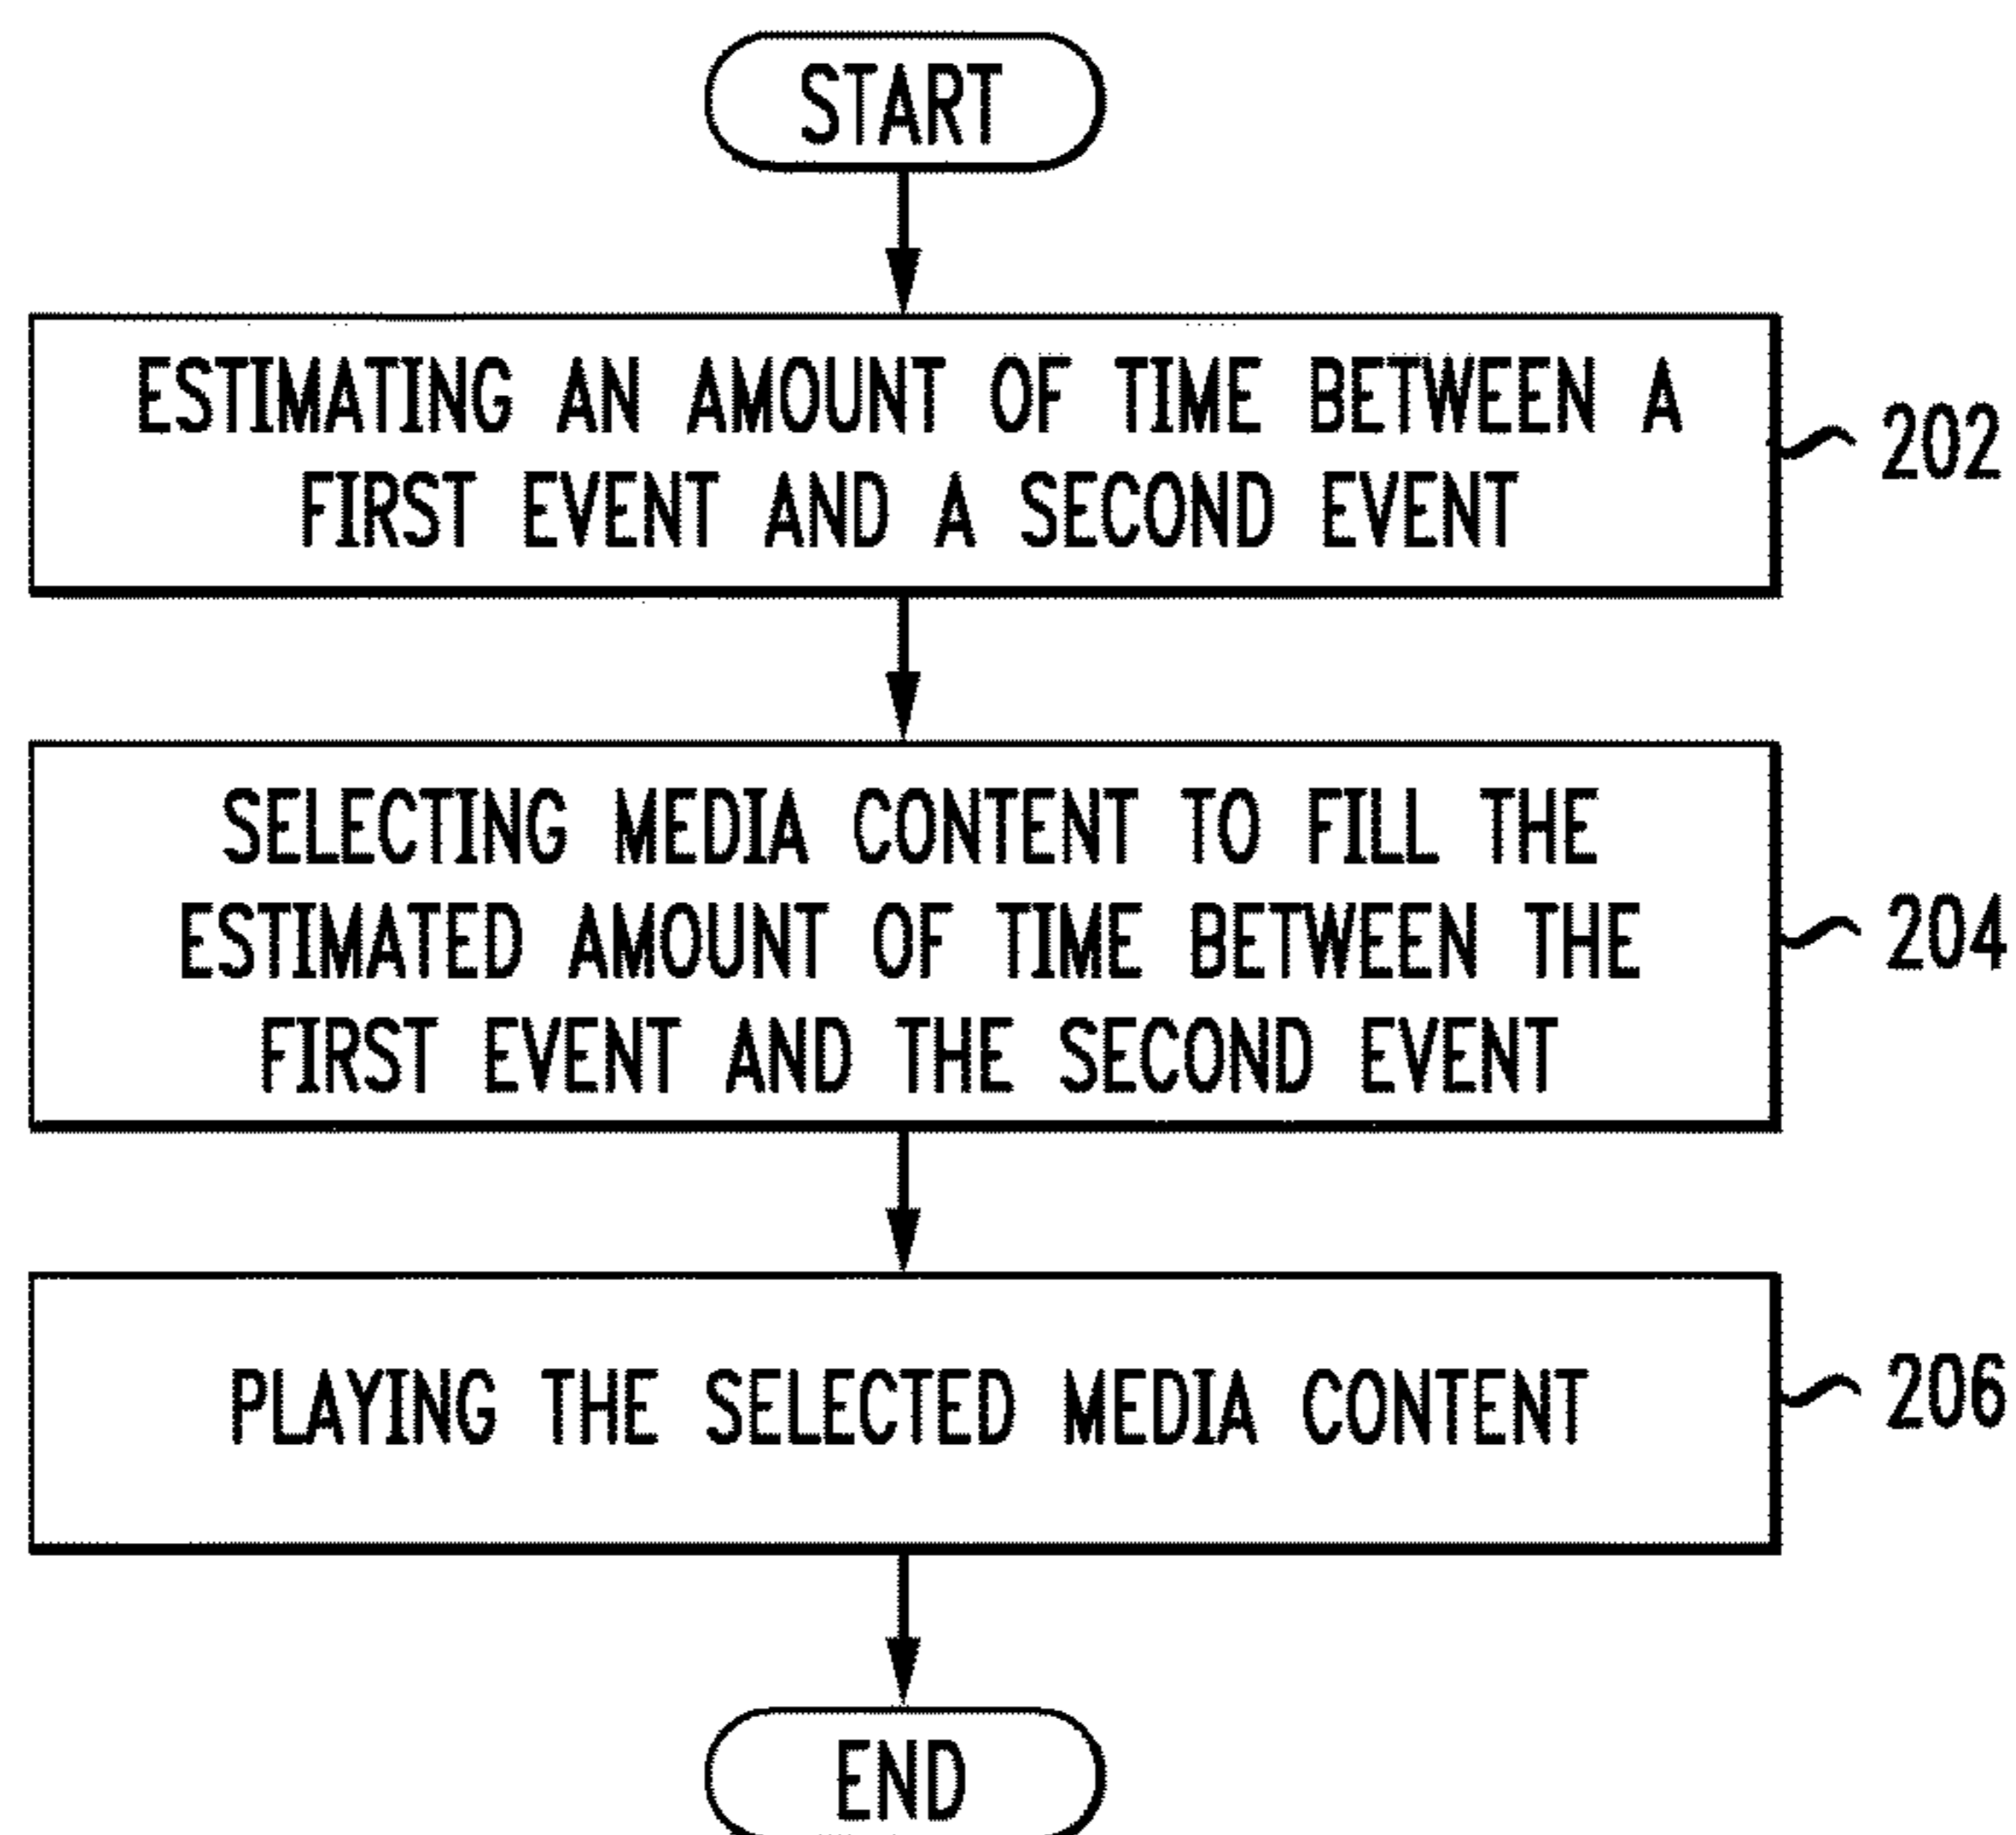 START
ESTIMATING AN AMOUNT OF TIME BETWEEN A
FIRST EVENT AND A SECOND EVENT
202
SELECTING MEDIA CONTENT TO FILL THE
ESTIMATED AMOUNT OF TIME BETWEEN THE
FIRST EVENT AND THE SECOND EVENT
204
PLAYING THE SELECTED MEDIA CONTENT
206
END